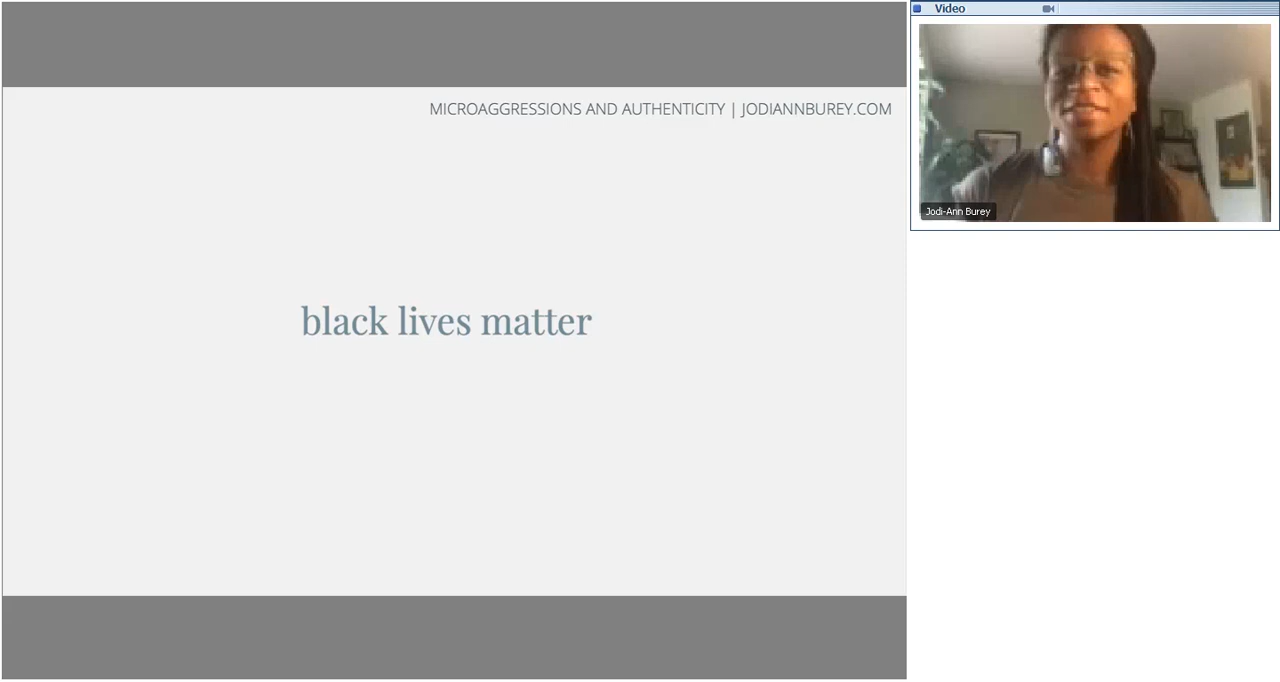 MICROAGGRESSIONS AND AUTHENTICITY | JODIANNBUREY.COM
black lives matter
Video
Jodi-Ann Burey